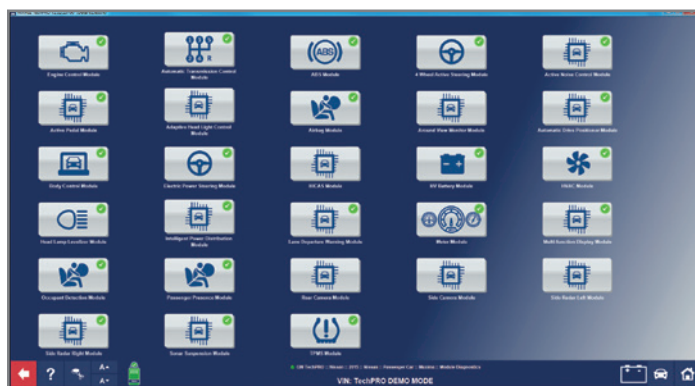 Engine Control Module
Automatic Transmission Control
Module
ABS
ABS Module
4 Wheel Active Steering Module
Active Noise Control Module
Active Pedal Module
Adaptive Head Light Control
Module
Airbag Module
Around View Monitor Module
Automatic Drive Positioner Module
Body Control Module
Electric Power Steering Module
HICAS Module
HV Battery Module
HVAC Module
Head Lamp Levelizer Module
Intelligent Power Distribution
Module
Lane Departure Warning Module
Meter Module
Multi function Display Module
Occupant Detection Module
Passenger Presence Module
Rear Camera Module
Side Camera Module
Side Radar Left Module
Side Radar Right Module
Sonar Suspension Module
TPMS Module
?
A+
A-
Module Diagnostics
VIN: TechPRO DEMO MODE